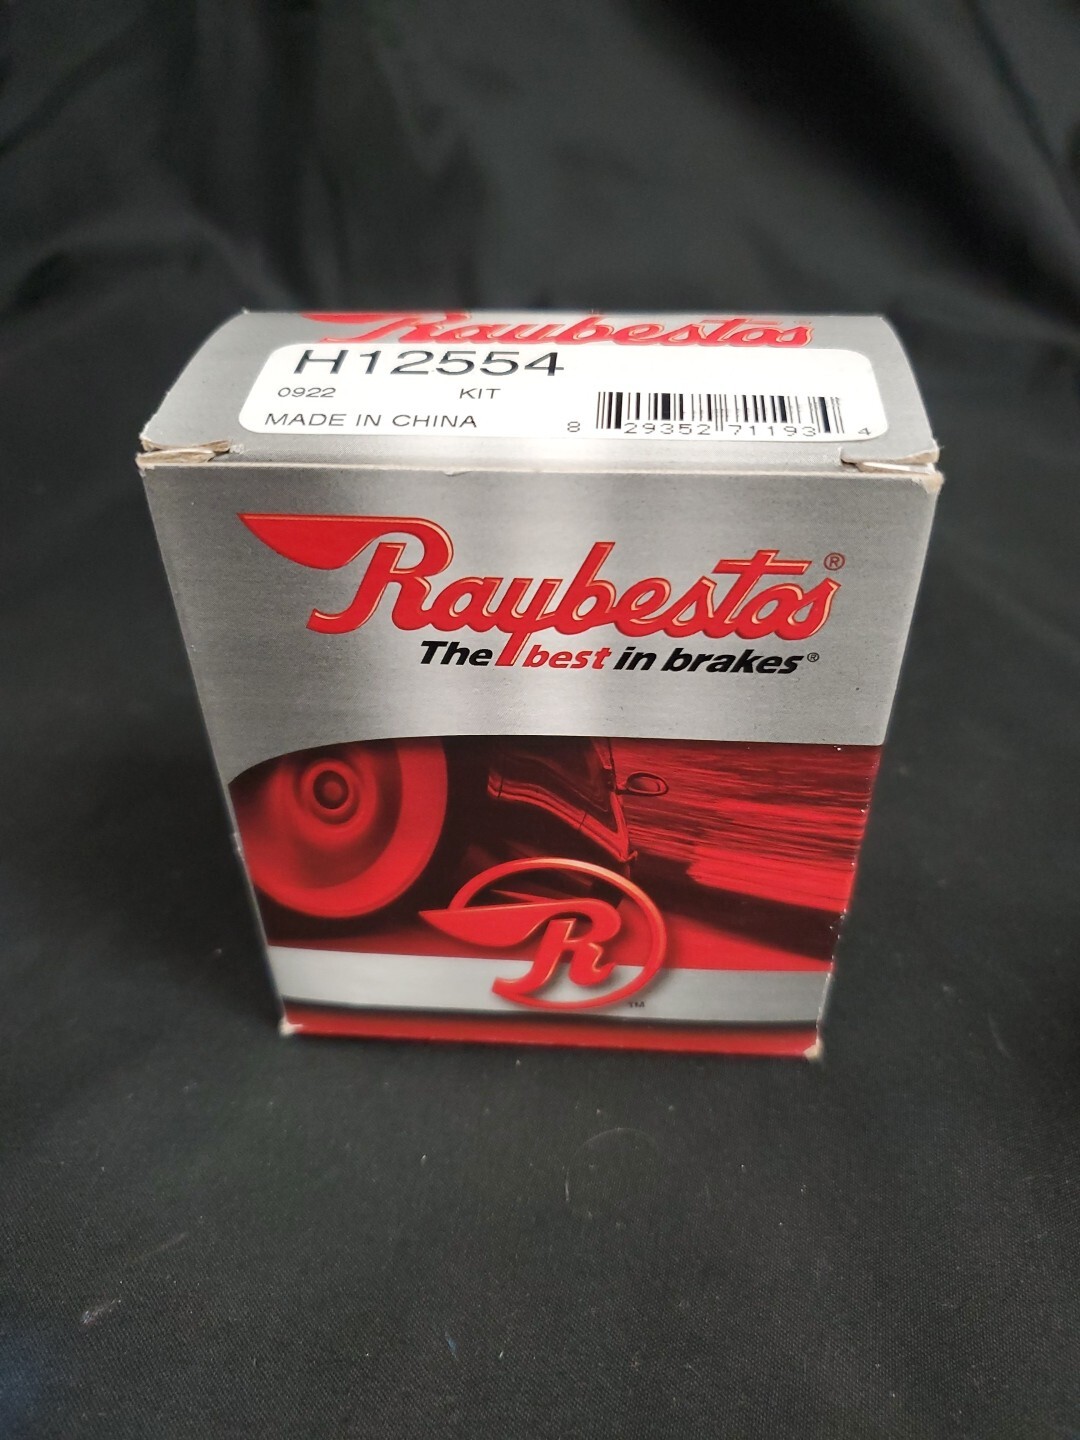 Raybestos
H12554
0922 KIT
MADE IN CHINA
8 29352 71193 4
Raybestos®
The best in brakes®
R
TM